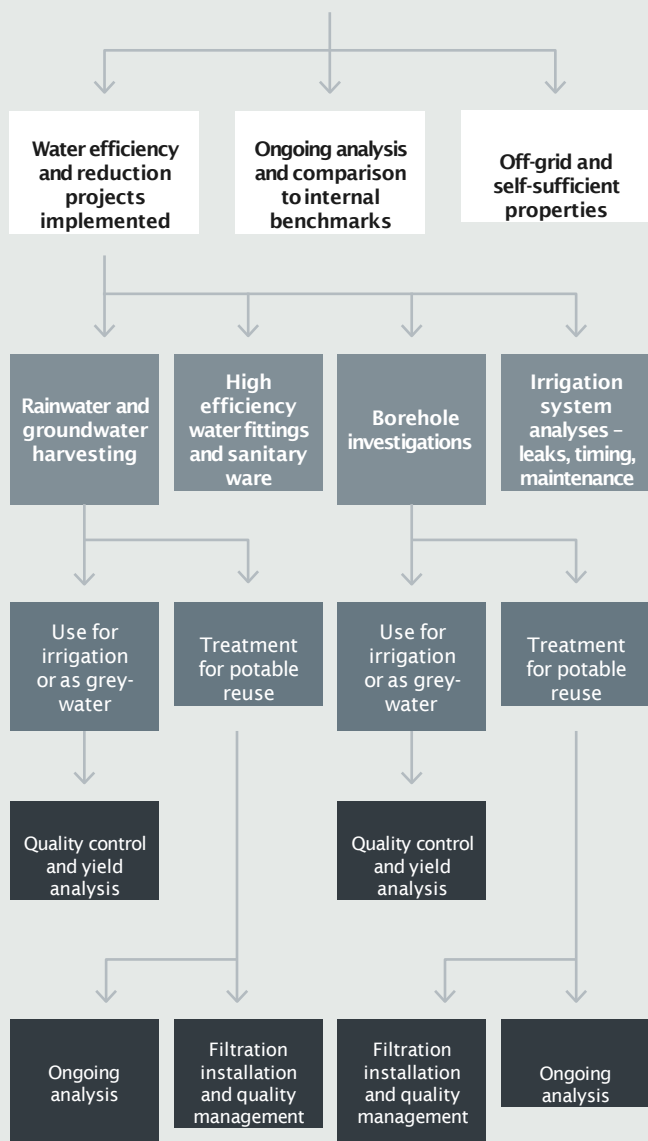 Water efficiency
and reduction
projects
implemented
Ongoing analysis
and comparison
to internal
benchmarks
Off-grid and
self-sufficient
properties
Rainwater and
groundwater
harvesting
High
efficiency
water fittings
and sanitary
ware
Borehole
investigations
Irrigation
system
analyses –
leaks, timing,
maintenance
Use for
irrigation
or as grey-
water
Treatment
for potable
reuse
Use for
irrigation
or as grey-
water
Treatment
for potable
reuse
Quality control
and yield
analysis
Quality control
and yield
analysis
Ongoing
analysis
Filtration
installation
and quality
management
Filtration
installation
and quality
management
Ongoing
analysis